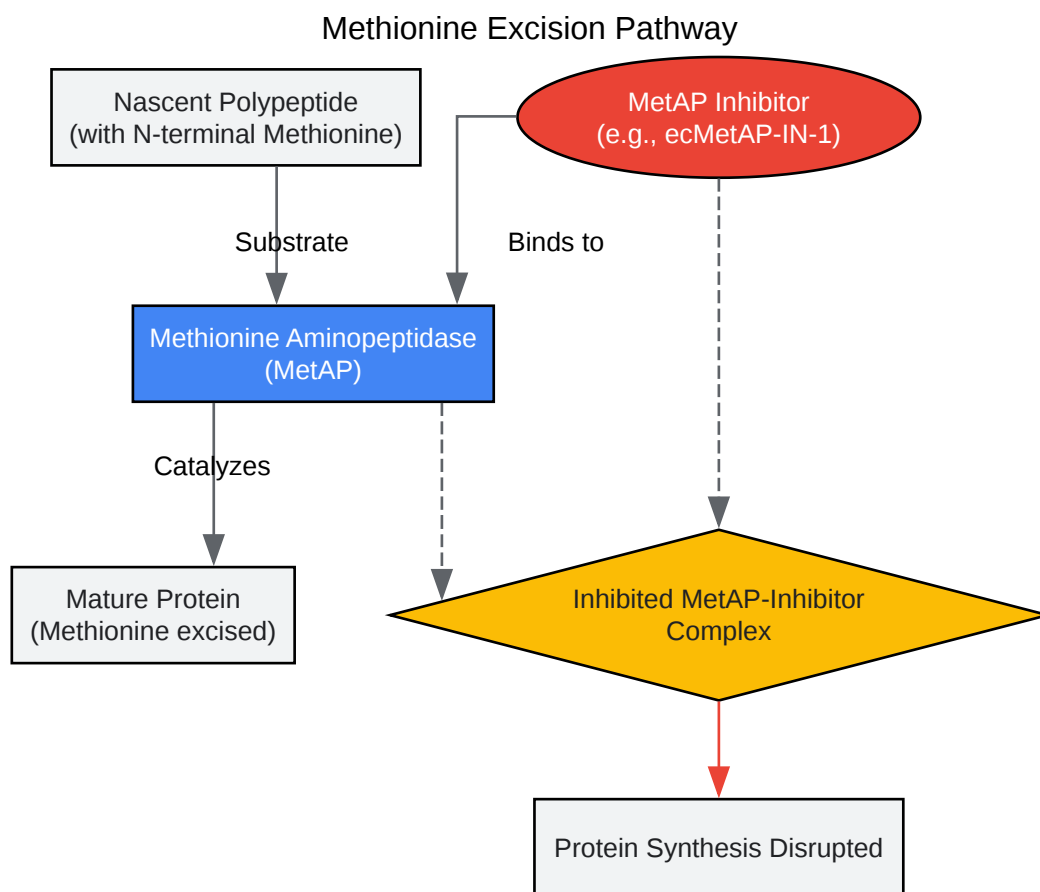 Methionine Excision Pathway
Nascent Polypeptide
(with N-terminal Methionine)
MetAP Inhibitor
(e.g., ecMetAP-IN-1)
Substrate
Binds to
Methionine Aminopeptidase
(MetAP)
Catalyzes
Mature Protein
(Methionine excised)
Inhibited MetAP-Inhibitor
Complex
Protein Synthesis Disrupted